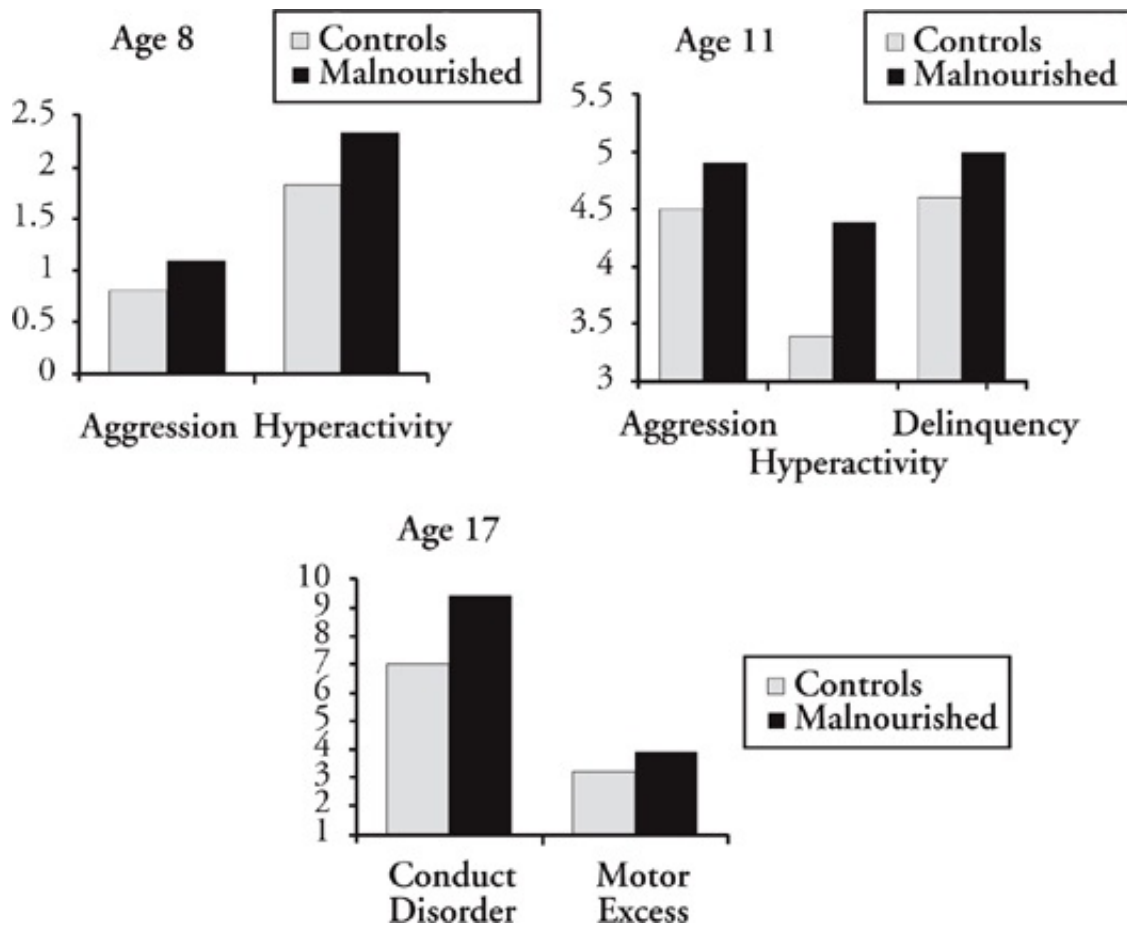 Age 8
Controls
Malnourished
2.5
2
1.5
1
0.5
0
Aggression Hyperactivity
Age 11
Controls
Malnourished
5.5
5
4.5
4
3.5
3
Aggression Delinquency
Hyperactivity
Age 17
10
9
8
7
6
5
4
3
2
1
Controls
Malnourished
Conduct Motor
Disorder Excess